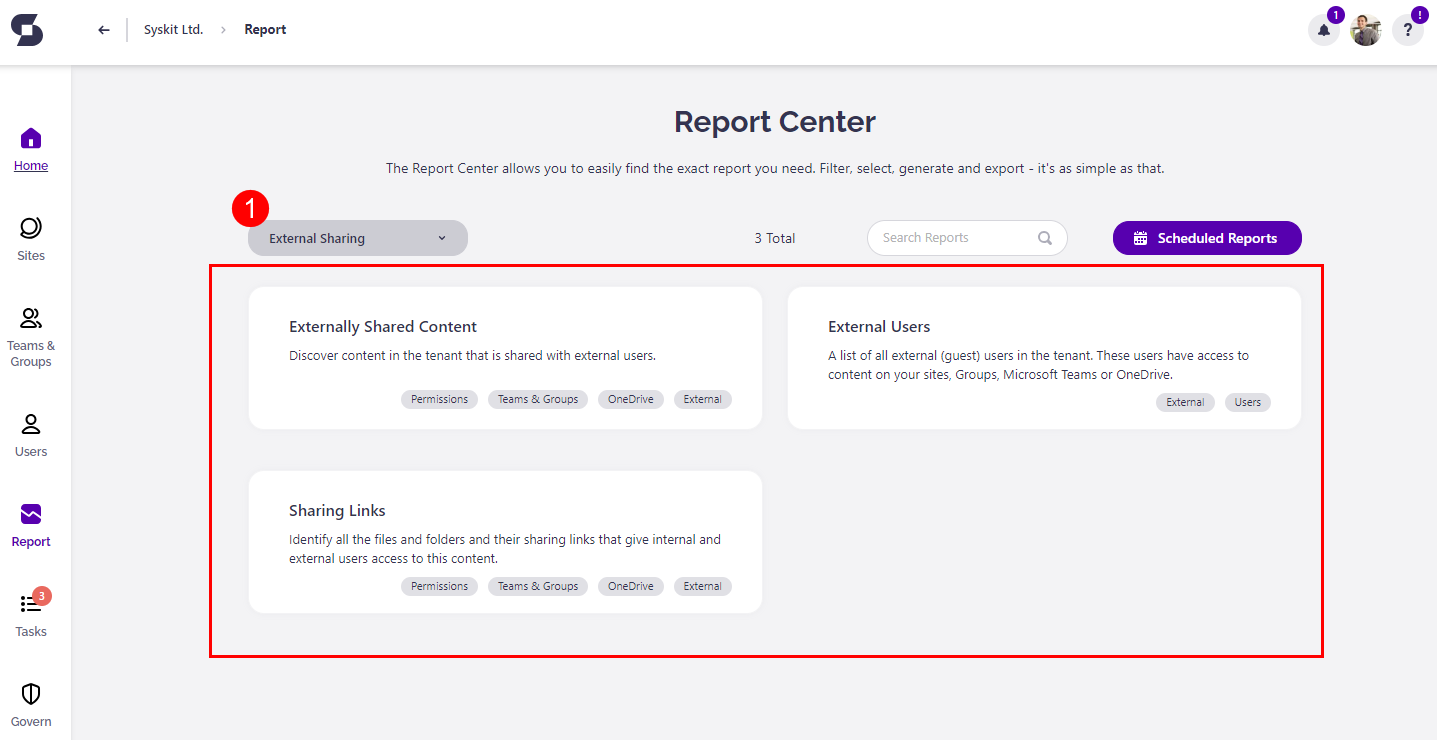 Syskit Ltd. > Report
1
!
?
Home
Sites
Teams &
Groups
Users
Report
3
Tasks
Govern
Report Center
The Report Center allows you to easily find the exact report you need. Filter, select, generate and export - it's as simple as that.
1
External Sharing
3 Total
Search Reports
Scheduled Reports
Externally Shared Content
Discover content in the tenant that is shared with external users.
Permissions Teams & Groups OneDrive External
External Users
A list of all external (guest) users in the tenant. These users have access to
content on your sites, Groups, Microsoft Teams or OneDrive.
External Users
Sharing Links
Identify all the files and folders and their sharing links that give internal and
external users access to this content.
Permissions Teams & Groups OneDrive External